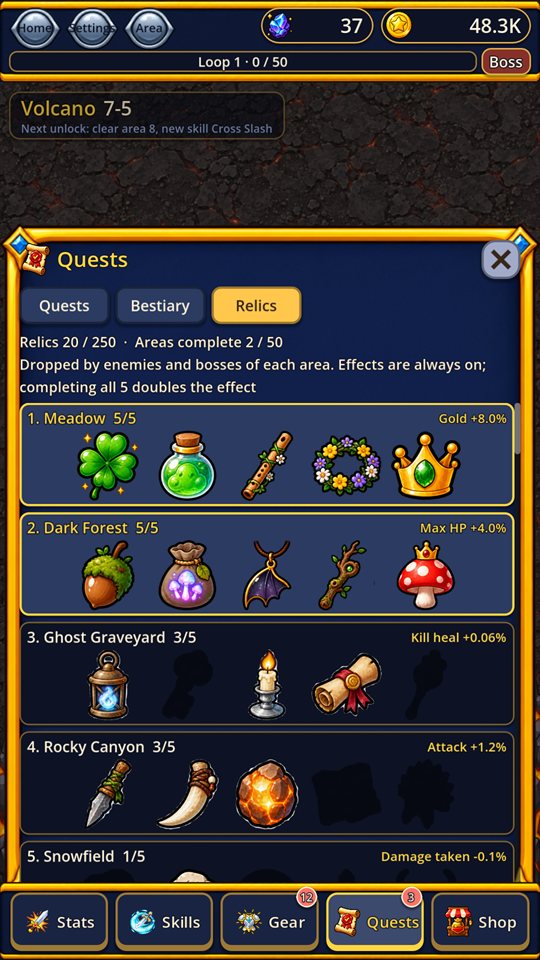 Home Settings Area
37
48.3K
Loop 1 · 0 / 50
Boss
Volcano 7-5
Next unlock: clear area 8, new skill Cross Slash
Quests
Quests Bestiary Relics
Relics 20 / 250 · Areas complete 2 / 50
Dropped by enemies and bosses of each area. Effects are always on;
completing all 5 doubles the effect
1. Meadow 5/5 Gold +8.0%
2. Dark Forest 5/5 Max HP +4.0%
3. Ghost Graveyard 3/5 Kill heal +0.06%
4. Rocky Canyon 3/5 Attack +1.2%
5. Snowfield 1/5 Damage taken -0.1%
12 3
Stats Skills Gear Quests Shop